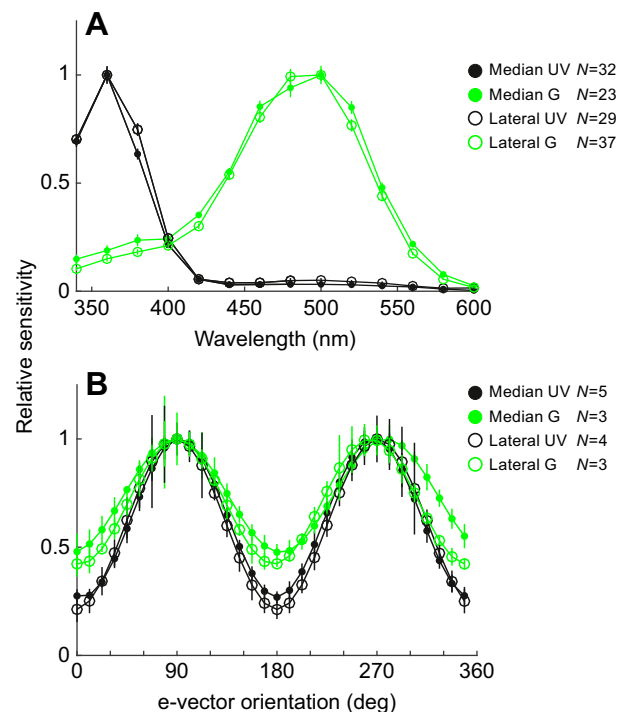 A
1
0.5
0
350
400
450
500
550
600
Wavelength (nm)
Median UV N=32
Median G N=23
Lateral UV N=29
Lateral G N=37
Relative sensitivity
B
1
0.5
0
0
90
180
270
360
e-vector orientation (deg)
Median UV N=5
Median G N=3
Lateral UV N=4
Lateral G N=3